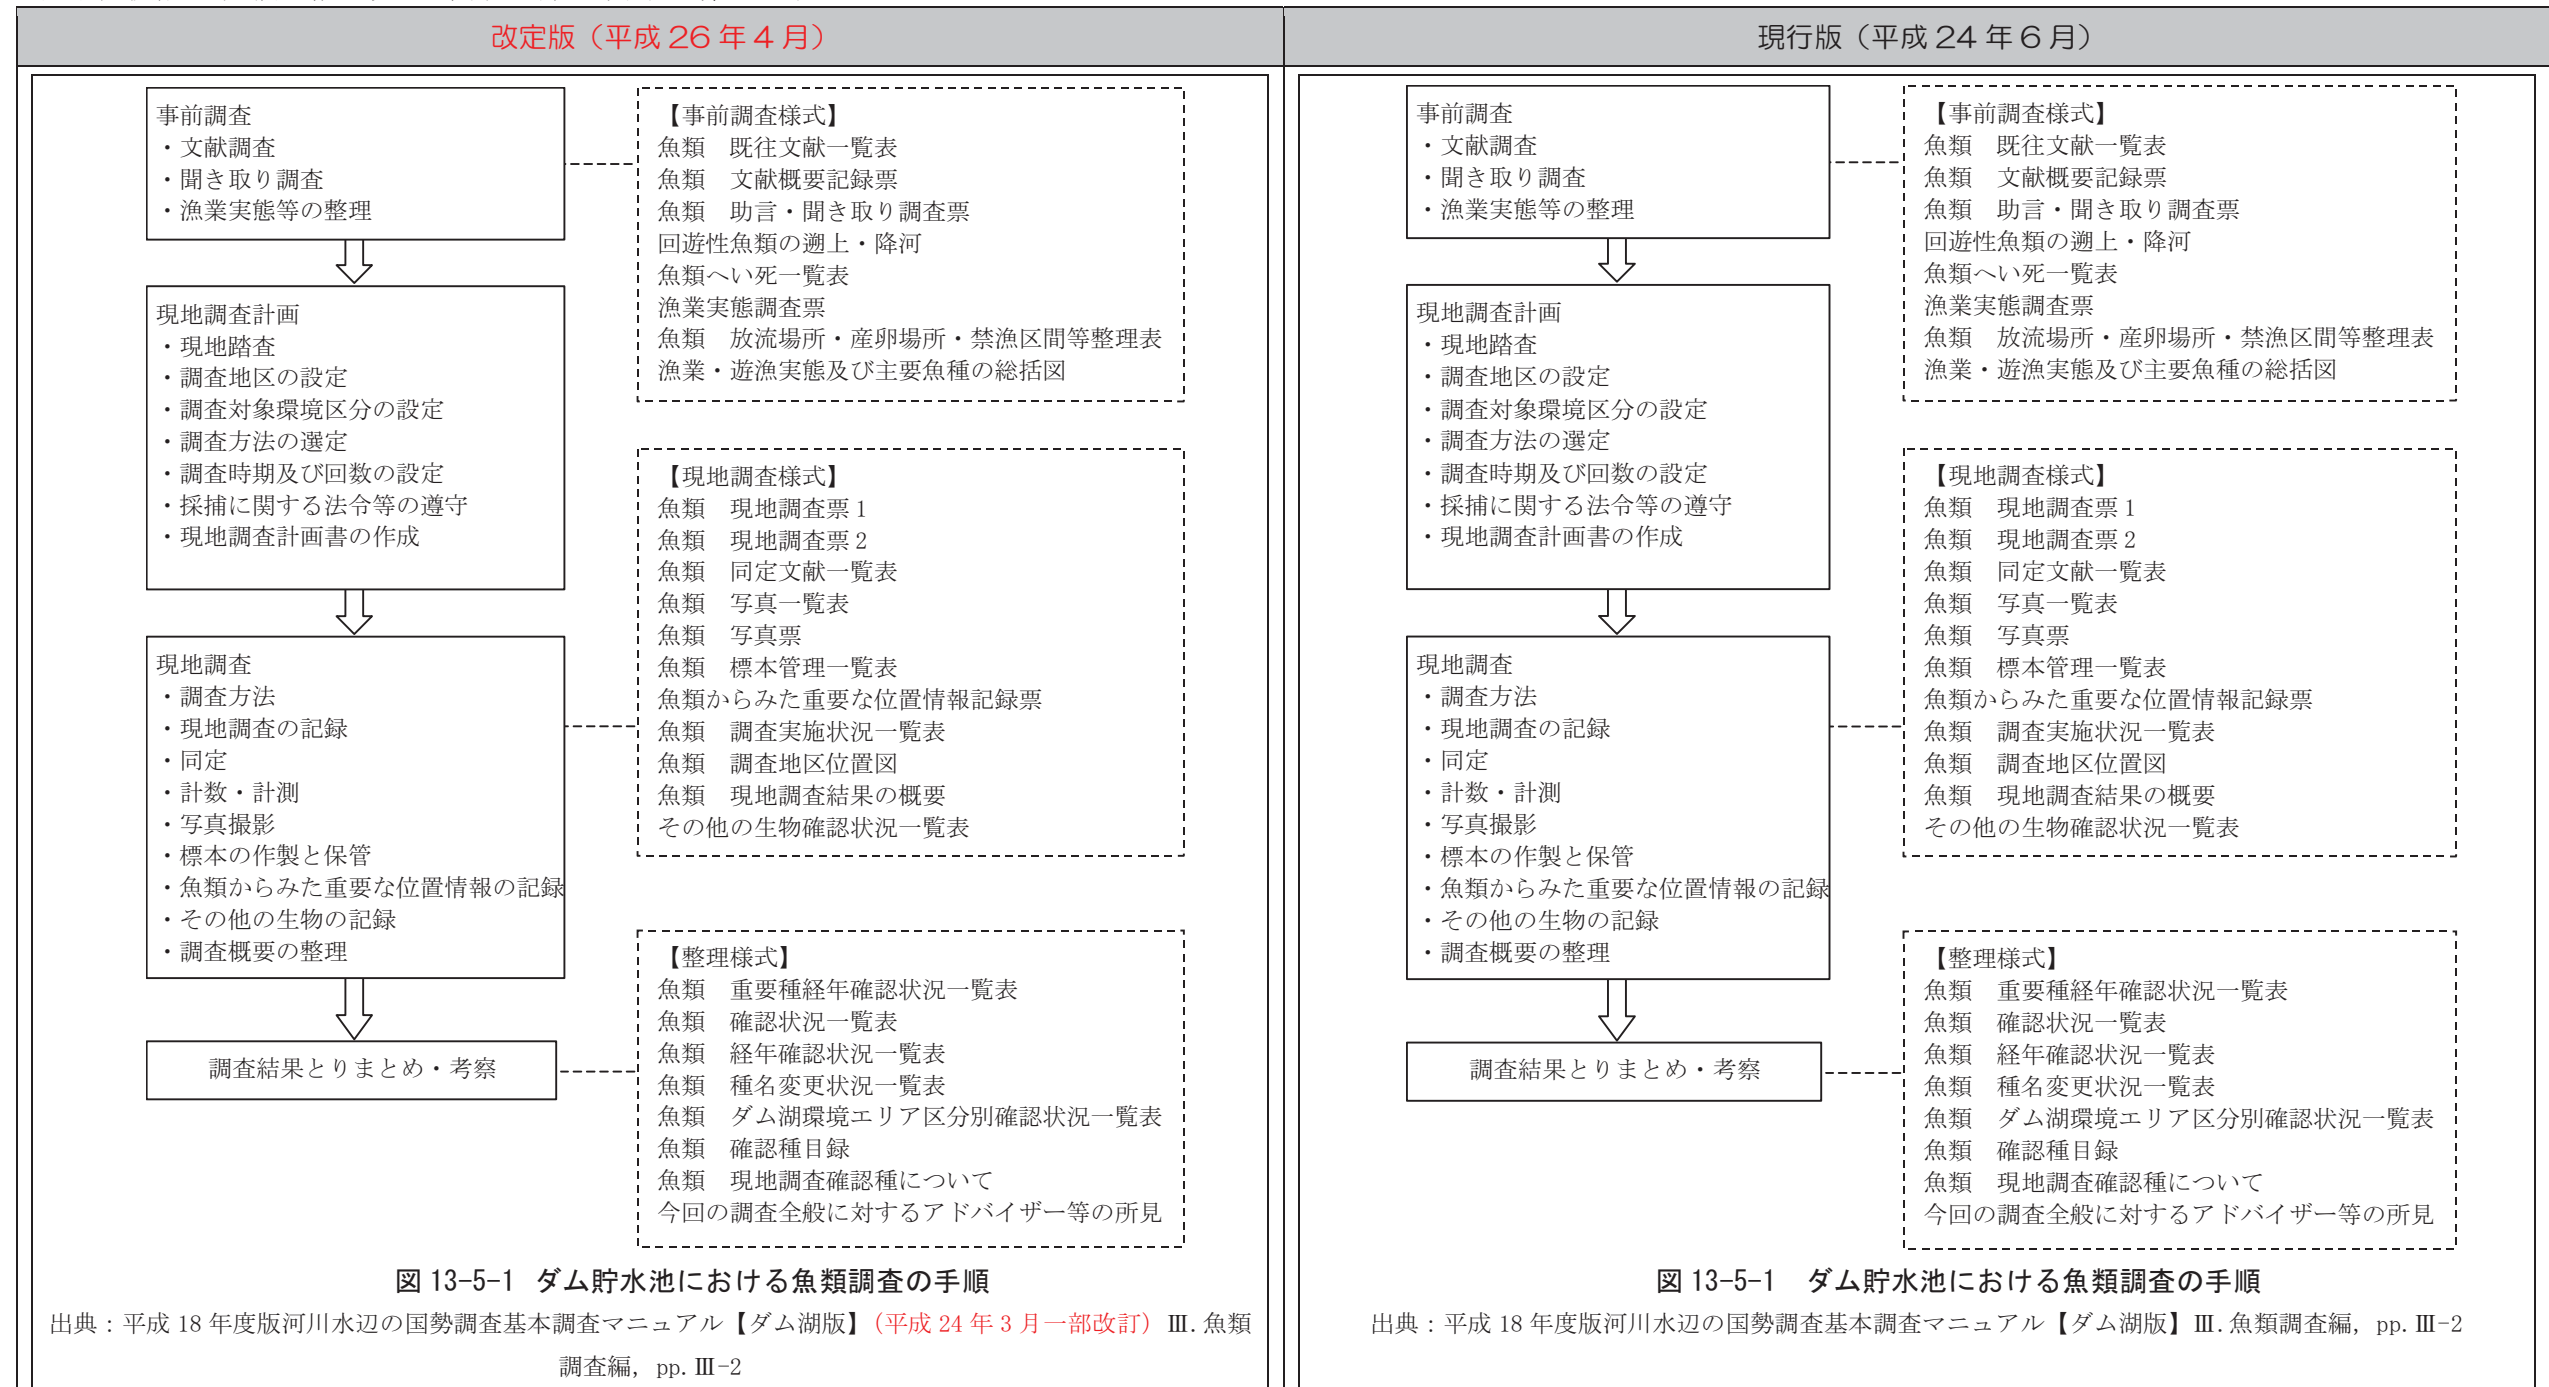 改定版（平成 26 年 4 月）
事前調査
・文献調査
・聞き取り調査
・漁業実態等の整理
【事前調査様式】
魚類　既往文献一覧表
魚類　文献概要記録票
魚類　助言・聞き取り調査票
回遊性魚類の遡上・降河
魚類へい死一覧表
漁業実態調査票
魚類　放流場所・産卵場所・禁漁区間等整理表
漁業・遊漁実態及び主要魚種の総括図
現地調査計画
・現地踏査
・調査地区の設定
・調査対象環境区分の設定
・調査方法の選定
・調査時期及び回数の設定
・採捕に関する法令等の遵守
・現地調査計画書の作成
【現地調査様式】
魚類　現地調査票 1
魚類　現地調査票 2
魚類　同定文献一覧表
魚類　写真一覧表
魚類　写真票
魚類　標本管理一覧表
魚類からみた重要な位置情報記録票
魚類　調査実施状況一覧表
魚類　調査地区位置図
魚類　現地調査結果の概要
その他の生物確認状況一覧表
現地調査
・調査方法
・現地調査の記録
・同定
・計数・計測
・写真撮影
・標本の作製と保管
・魚類からみた重要な位置情報の記録
・その他の生物の記録
・調査概要の整理
【整理様式】
魚類　重要種経年確認状況一覧表
魚類　確認状況一覧表
魚類　経年確認状況一覧表
魚類　種名変更状況一覧表
魚類　ダム湖環境エリア区分別確認状況一覧表
魚類　確認種目録
魚類　現地調査確認種について
今回の調査全般に対するアドバイザー等の所見
調査結果とりまとめ・考察
図 13-5-1 ダム貯水池における魚類調査の手順
出典：平成 18 年度版河川水辺の国勢調査基本調査マニュアル【ダム湖版】（平成 24 年 3 月一部改訂）Ⅲ.魚類
調査編，pp.Ⅲ-2
現行版（平成 24 年 6 月）
事前調査
・文献調査
・聞き取り調査
・漁業実態等の整理
【事前調査様式】
魚類　既往文献一覧表
魚類　文献概要記録票
魚類　助言・聞き取り調査票
回遊性魚類の遡上・降河
魚類へい死一覧表
漁業実態調査票
魚類　放流場所・産卵場所・禁漁区間等整理表
漁業・遊漁実態及び主要魚種の総括図
現地調査計画
・現地踏査
・調査地区の設定
・調査対象環境区分の設定
・調査方法の選定
・調査時期及び回数の設定
・採捕に関する法令等の遵守
・現地調査計画書の作成
【現地調査様式】
魚類　現地調査票 1
魚類　現地調査票 2
魚類　同定文献一覧表
魚類　写真一覧表
魚類　写真票
魚類　標本管理一覧表
魚類からみた重要な位置情報記録票
魚類　調査実施状況一覧表
魚類　調査地区位置図
魚類　現地調査結果の概要
その他の生物確認状況一覧表
現地調査
・調査方法
・現地調査の記録
・同定
・計数・計測
・写真撮影
・標本の作製と保管
・魚類からみた重要な位置情報の記録
・その他の生物の記録
・調査概要の整理
【整理様式】
魚類　重要種経年確認状況一覧表
魚類　確認状況一覧表
魚類　経年確認状況一覧表
魚類　種名変更状況一覧表
魚類　ダム湖環境エリア区分別確認状況一覧表
魚類　確認種目録
魚類　現地調査確認種について
今回の調査全般に対するアドバイザー等の所見
調査結果とりまとめ・考察
図 13-5-1　ダム貯水池における魚類調査の手順
出典：平成 18 年度版河川水辺の国勢調査基本調査マニュアル【ダム湖版】Ⅲ.魚類調査編，pp.Ⅲ-2